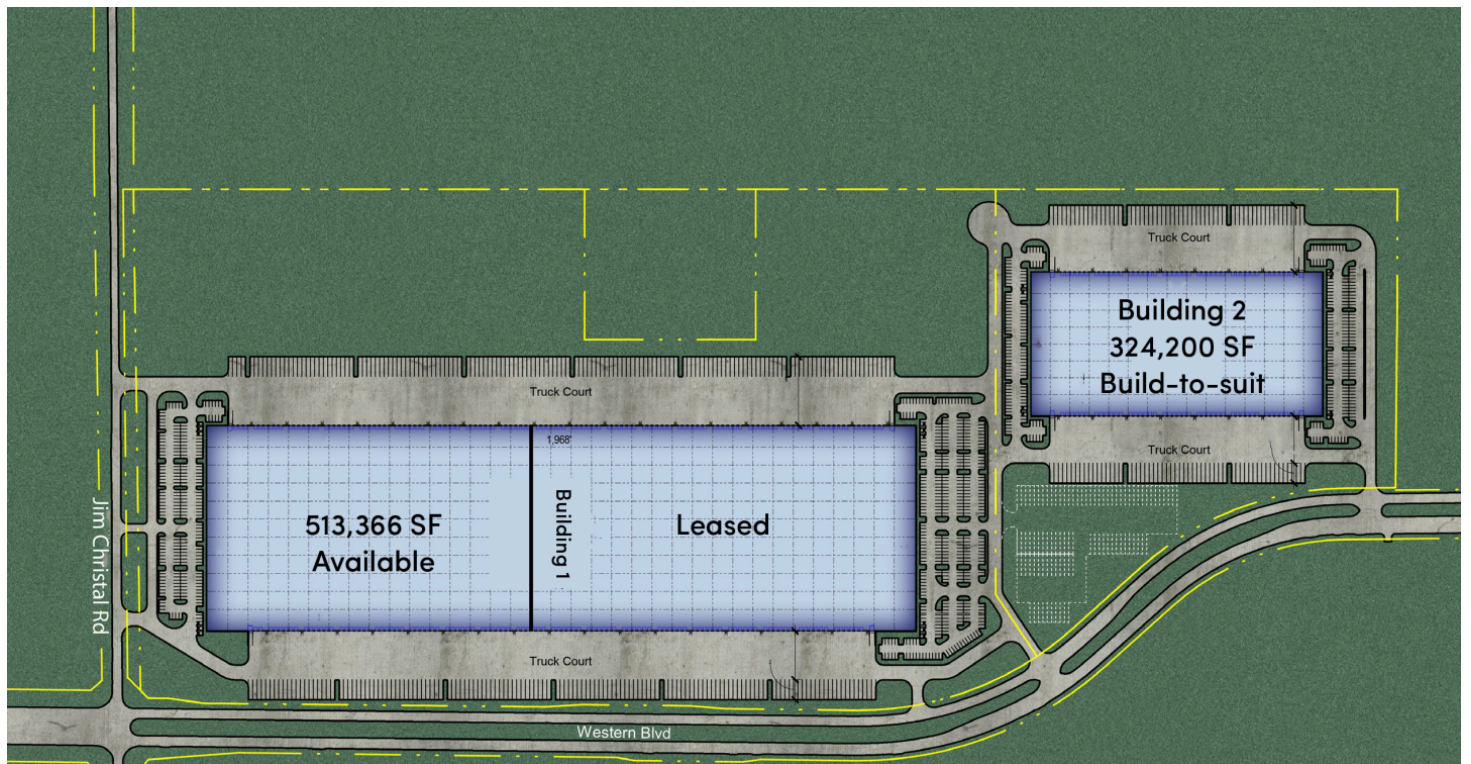 Truck Court
Building 2
324,200 SF
Build-to-suit
Truck Court
Truck Court
1,968'
513,366 SF
Available
Building 1
Leased
Jim Christal Rd
Truck Court
Western Blvd